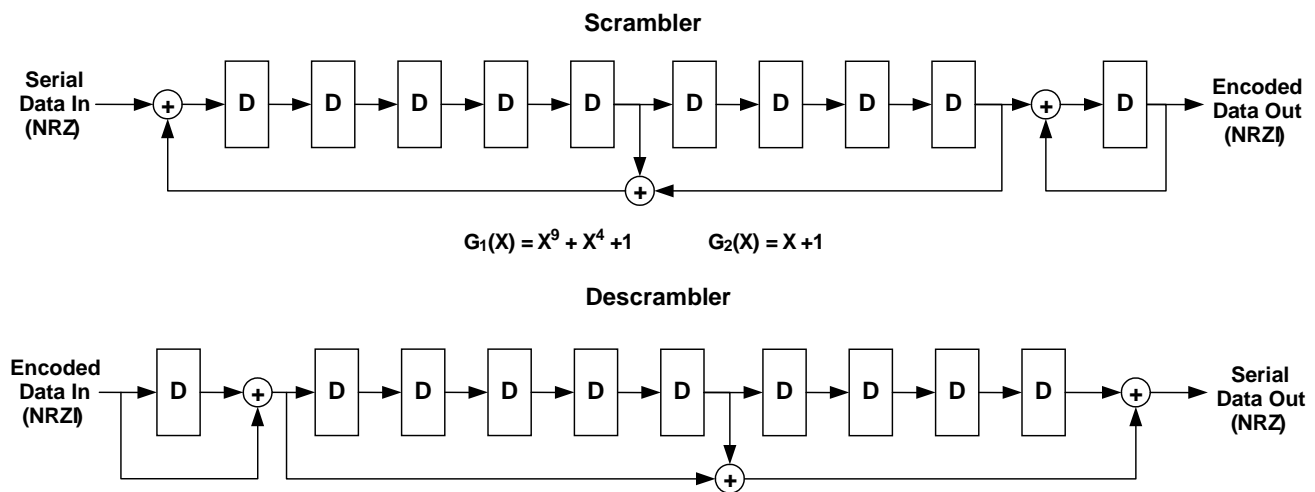 Scrambler
Serial
Data In
(NRZ)
+
D
D
D
D
D
D
D
D
D
+
D
Encoded
Data Out
(NRZI)
+
G₁(X) = X⁹ + X⁴ +1
G₂(X) = X +1
Descrambler
Encoded
Data In
(NRZI)
D
+
D
D
D
D
D
D
D
D
D
+
Serial
Data Out
(NRZ)
+